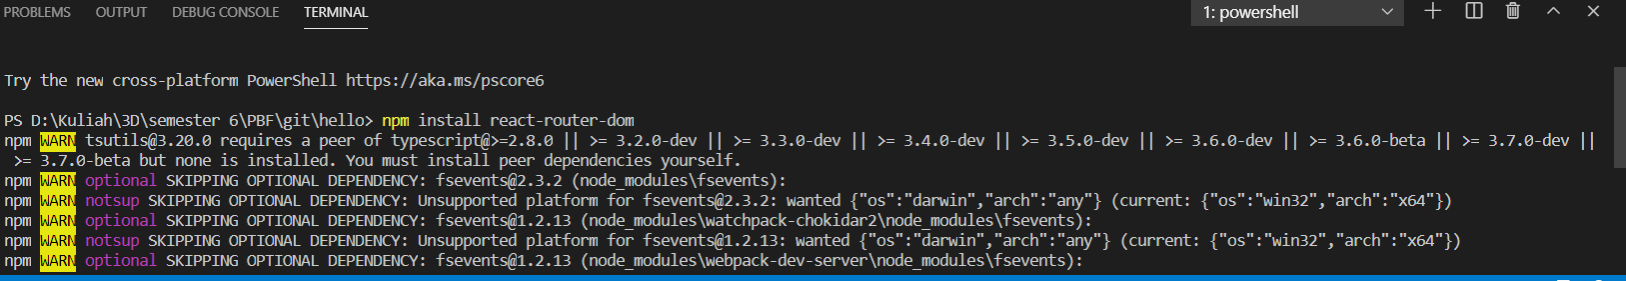 PROBLEMS OUTPUT DEBUG CONSOLE TERMINAL 1: powershell
Try the new cross-platform PowerShell https://aka.ms/pscore6
PS D:\Kuliah\3D\semester 6\PBF\git\hello> npm install react-router-dom
npm WARN tsutils@3.20.0 requires a peer of typescript@>=2.8.0 || >= 3.2.0-dev || >= 3.3.0-dev || >= 3.4.0-dev || >= 3.5.0-dev || >= 3.6.0-dev || >= 3.6.0-beta || >= 3.7.0-dev ||
>= 3.7.0-beta but none is installed. You must install peer dependencies yourself.
npm WARN optional SKIPPING OPTIONAL DEPENDENCY: fsevents@2.3.2 (node_modules\fsevents):
npm WARN notsup SKIPPING OPTIONAL DEPENDENCY: Unsupported platform for fsevents@2.3.2: wanted {"os":"darwin","arch":"any"} (current: {"os":"win32","arch":"x64"})
npm WARN optional SKIPPING OPTIONAL DEPENDENCY: fsevents@1.2.13 (node_modules\watchpack-chokidar2\node_modules\fsevents):
npm WARN notsup SKIPPING OPTIONAL DEPENDENCY: Unsupported platform for fsevents@1.2.13: wanted {"os":"darwin","arch":"any"} (current: {"os":"win32","arch":"x64"})
npm WARN optional SKIPPING OPTIONAL DEPENDENCY: fsevents@1.2.13 (node_modules\webpack-dev-server\node_modules\fsevents):